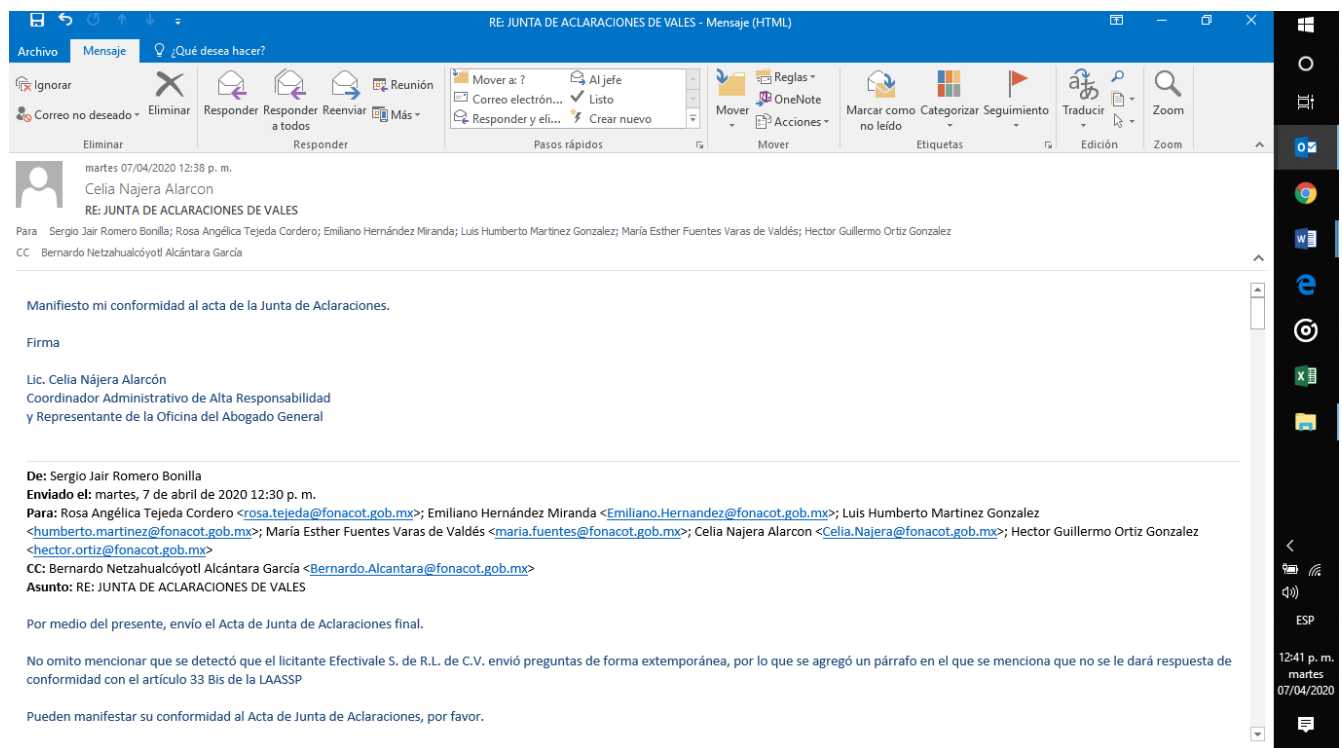 RE: JUNTA DE ACLARACIONES DE VALES - Mensaje (HTML)
Archivo Mensaje ¿Qué desea hacer?
Ignorar
Correo no deseado
Eliminar
Eliminar
Responder
Responder a todos
Reenviar
Reunión
Más
Responder
Mover a: ?
Correo electrón...
Responder y eli...
Al jefe
Listo
Crear nuevo
Pasos rápidos
Mover
Reglas
OneNote
Acciones
Mover
Marcar como no leído
Categorizar
Seguimiento
Etiquetas
Traducir
Edición
Zoom
Zoom
martes 07/04/2020 12:38 p. m.
Celia Najera Alarcon
RE: JUNTA DE ACLARACIONES DE VALES
Para Sergio Jair Romero Bonilla; Rosa Angélica Tejeda Cordero; Emiliano Hernández Miranda; Luis Humberto Martinez Gonzalez; María Esther Fuentes Varas de Valdés; Hector Guillermo Ortiz Gonzalez
CC Bernardo Netzahualcóyotl Alcántara García
Manifiesto mi conformidad al acta de la Junta de Aclaraciones.
Firma
Lic. Celia Nájera Alarcón
Coordinador Administrativo de Alta Responsabilidad
y Representante de la Oficina del Abogado General
De: Sergio Jair Romero Bonilla
Enviado el: martes, 7 de abril de 2020 12:30 p. m.
Para: Rosa Angélica Tejeda Cordero <rosa.tejeda@fonacot.gob.mx>; Emiliano Hernández Miranda <Emiliano.Hernandez@fonacot.gob.mx>; Luis Humberto Martinez Gonzalez
<humberto.martinez@fonacot.gob.mx>; María Esther Fuentes Varas de Valdés <maria.fuentes@fonacot.gob.mx>; Celia Najera Alarcon <Celia.Najera@fonacot.gob.mx>; Hector Guillermo Ortiz Gonzalez
<hector.ortiz@fonacot.gob.mx>
CC: Bernardo Netzahualcóyotl Alcántara García <Bernardo.Alcantara@fonacot.gob.mx>
Asunto: RE: JUNTA DE ACLARACIONES DE VALES
Por medio del presente, envío el Acta de Junta de Aclaraciones final.
No omito mencionar que se detectó que el licitante Efectivale S. de R.L. de C.V. envió preguntas de forma extemporánea, por lo que se agregó un párrafo en el que se menciona que no se le dará respuesta de
conformidad con el artículo 33 Bis de la LAASSP
Pueden manifestar su conformidad al Acta de Junta de Aclaraciones, por favor.
ESP
12:41 p. m.
martes
07/04/2020